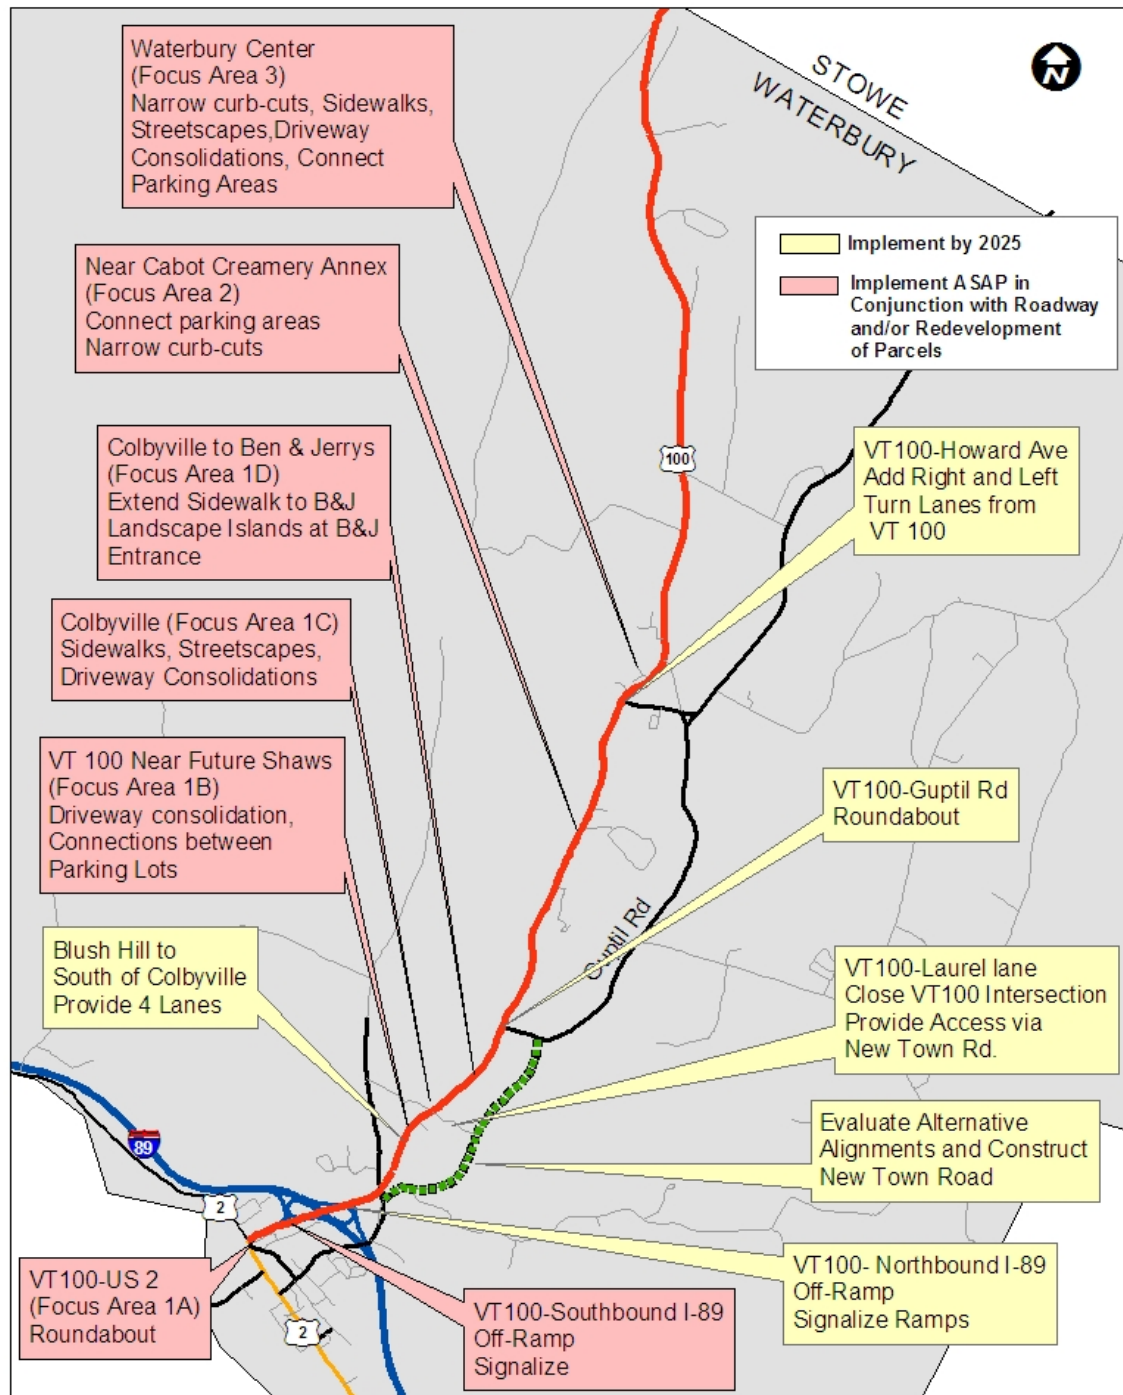 Waterbury Center
(Focus Area 3)
Narrow curb-cuts, Sidewalks,
Streetscapes,Driveway
Consolidations, Connect
Parking Areas
STOWE
WATERBURY
N
Implement by 2025
Implement ASAP in
Conjunction with Roadway
and/or Redevelopment
of Parcels
Near Cabot Creamery Annex
(Focus Area 2)
Connect parking areas
Narrow curb-cuts
Colbyville to Ben & Jerrys
(Focus Area 1D)
Extend Sidewalk to B&J
Landscape Islands at B&J
Entrance
100
VT100-Howard Ave
Add Right and Left
Turn Lanes from
VT 100
Colbyville (Focus Area 1C)
Sidewalks, Streetscapes,
Driveway Consolidations
VT 100 Near Future Shaws
(Focus Area 1B)
Driveway consolidation,
Connections between
Parking Lots
VT100-Guptil Rd
Roundabout
Guptil Rd
Blush Hill to
South of Colbyville
Provide 4 Lanes
VT100-Laurel lane
Close VT100 Intersection
Provide Access via
New Town Rd.
Evaluate Alternative
Alignments and Construct
New Town Road
89
2
VT100-US 2
(Focus Area 1A)
Roundabout
2
VT100-Southbound I-89
Off-Ramp
Signalize
VT100- Northbound I-89
Off-Ramp
Signalize Ramps